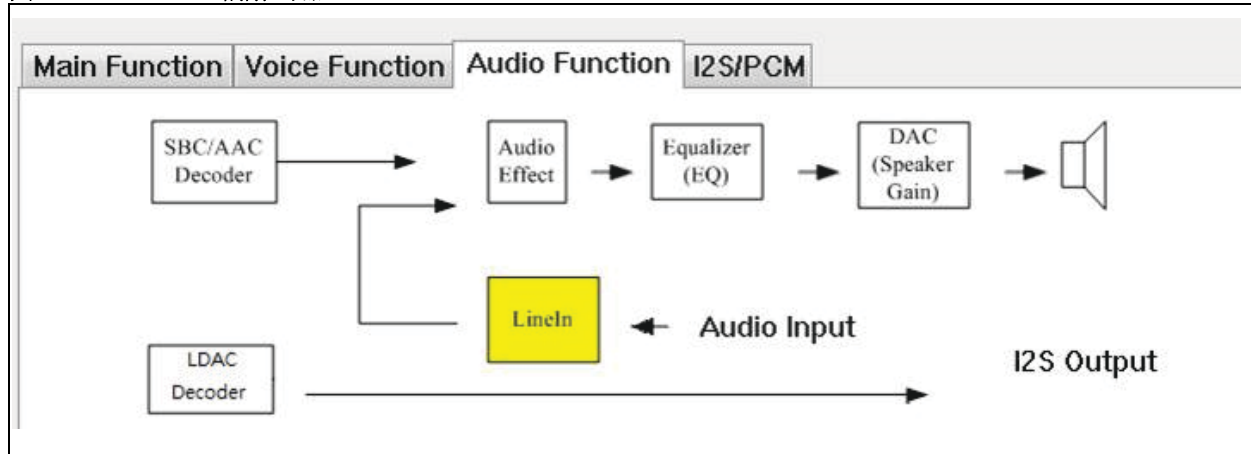 Main Function Voice Function Audio Function I2S/PCM
SBC/AAC
Decoder
Audio
Effect
Equalizer
(EQ)
DAC
(Speaker
Gain)
LineIn
Audio Input
LDAC
Decoder
I2S Output